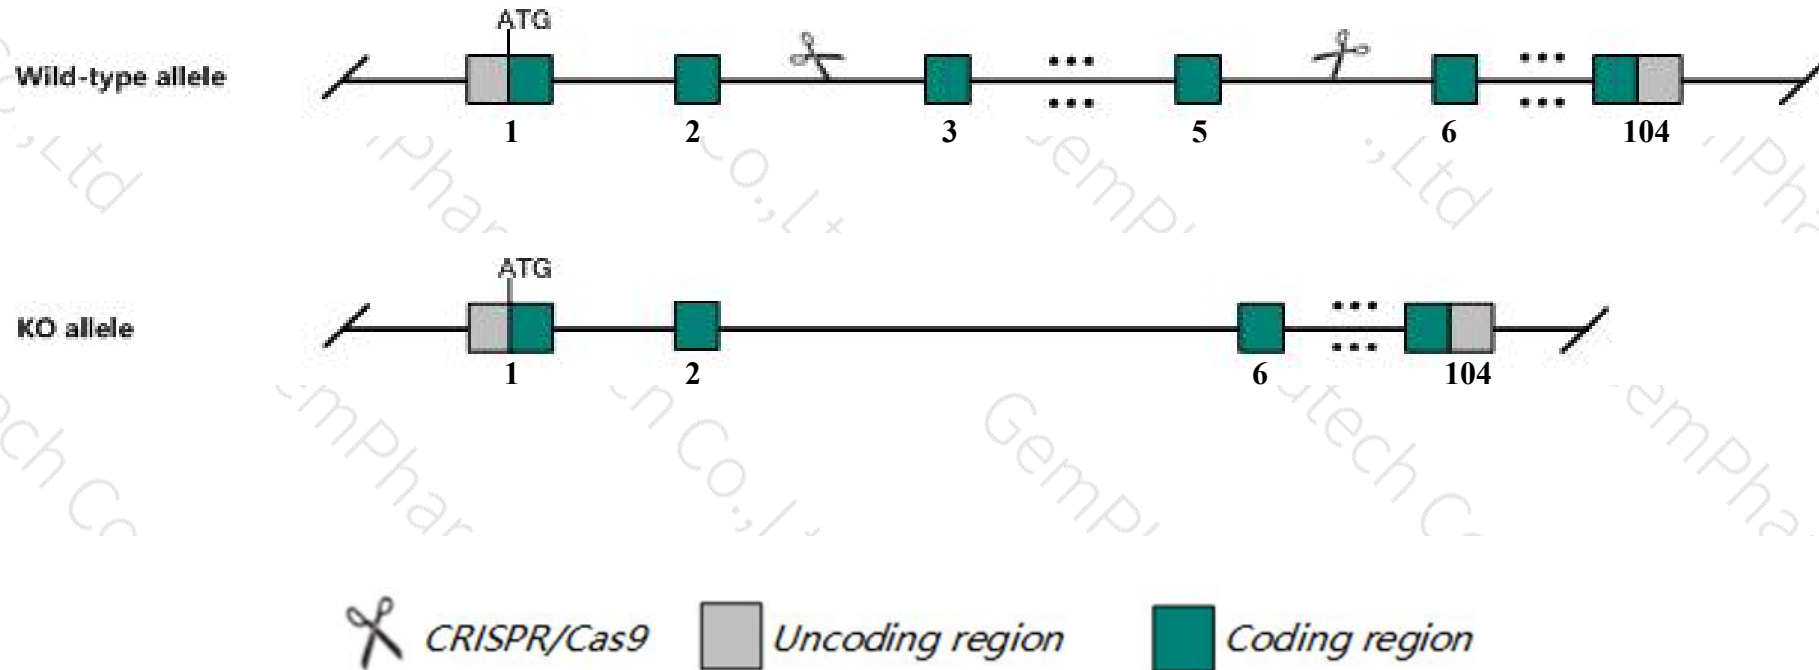 ATG
Wild-type allele
1 2 3 5 6 104
ATG
KO allele
1 2 6 104
CRISPR/Cas9 Uncoding region Coding region
GemPh